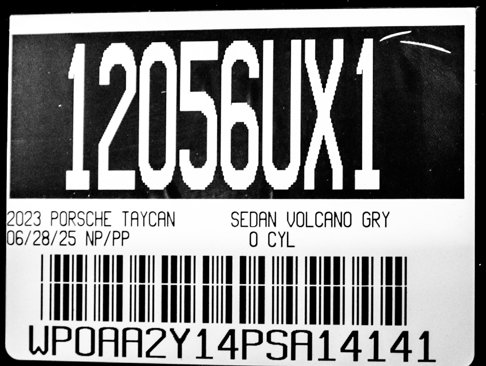 12056UX1
2023 PORSCHE TAYCAN SEDAN VOLCANO GRY
06/28/25 NP/PP 0 CYL
WP0AA2Y14PSA14141